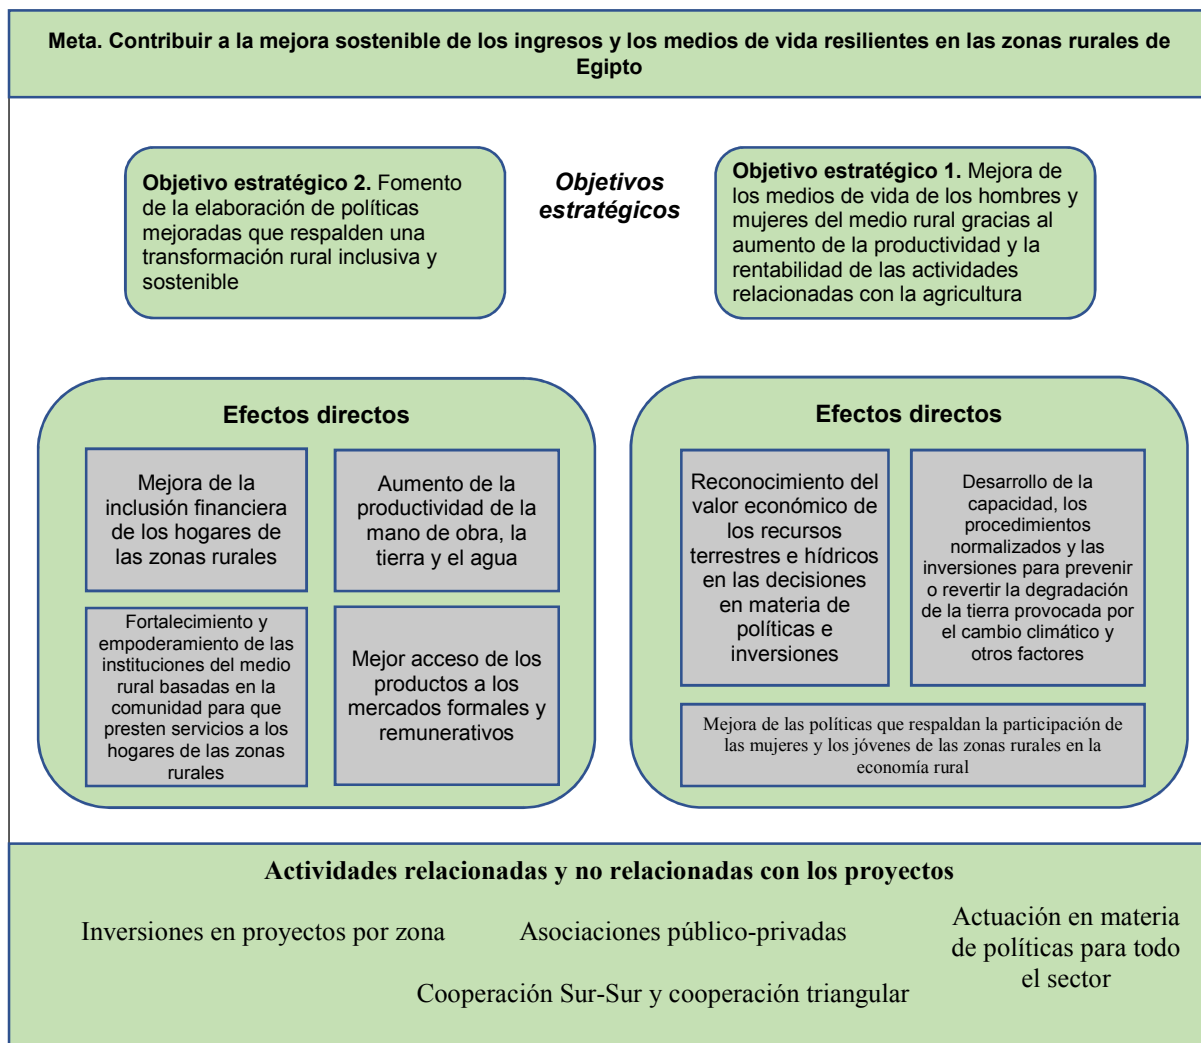 Meta. Contribuir a la mejora sostenible de los ingresos y los medios de vida resilientes en las zonas rurales de
Egipto
Objetivo estratégico 2. Fomento
de la elaboración de políticas
mejoradas que respalden una
transformación rural inclusiva y
sostenible
Objetivos
estratégicos
Objetivo estratégico 1. Mejora de
los medios de vida de los hombres y
mujeres del medio rural gracias al
aumento de la productividad y la
rentabilidad de las actividades
relacionadas con la agricultura
Efectos directos
Mejora de la
inclusión financiera
de los hogares de
las zonas rurales
Aumento de la
productividad de la
mano de obra, la
tierra y el agua
Fortalecimiento y
empoderamiento de las
instituciones del medio
rural basadas en la
comunidad para que
presten servicios a los
hogares de las zonas
rurales
Mejor acceso de los
productos a los
mercados formales y
remunerativos
Efectos directos
Reconocimiento del
valor económico de
los recursos
terrestres e hídricos
en las decisiones
en materia de
políticas e
inversiones
Desarrollo de la
capacidad, los
procedimientos
normalizados y las
inversiones para prevenir
o revertir la degradación
de la tierra provocada por
el cambio climático y
otros factores
Mejora de las políticas que respaldan la participación de
las mujeres y los jóvenes de las zonas rurales en la
economía rural
Actividades relacionadas y no relacionadas con los proyectos
Inversiones en proyectos por zona
Asociaciones público-privadas
Actuación en materia
de políticas para todo
el sector
Cooperación Sur-Sur y cooperación triangular